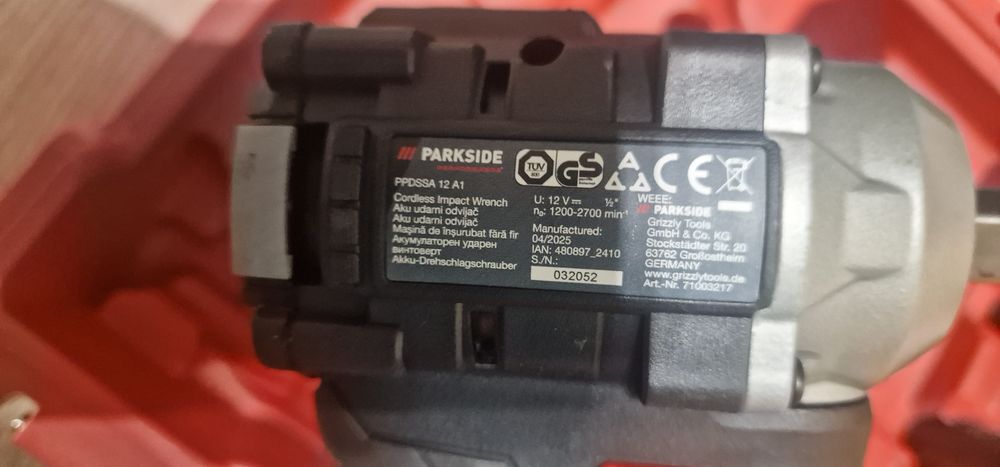 PARKSIDE
PPDSSA 12 A1
Cordless Impact Wrench
Aku udarni odvijač
Aku udarni odvijač
Mașină de înșurubat fără fir
Акумулаторен ударен
винтоверт
Akku-Drehschlagschrauber
TÜV
GS
CE
U: 12 V ⎓ ½"
n₀: 1200-2700 min⁻¹
Manufactured:
04/2025
IAN: 480897_2410
S./N.:
032052
WEEE:
PARKSIDE
Grizzly Tools
GmbH & Co. KG
Stockstädter Str. 20
63762 Großostheim
GERMANY
www.grizzlytools.de
Art.-Nr. 71003217